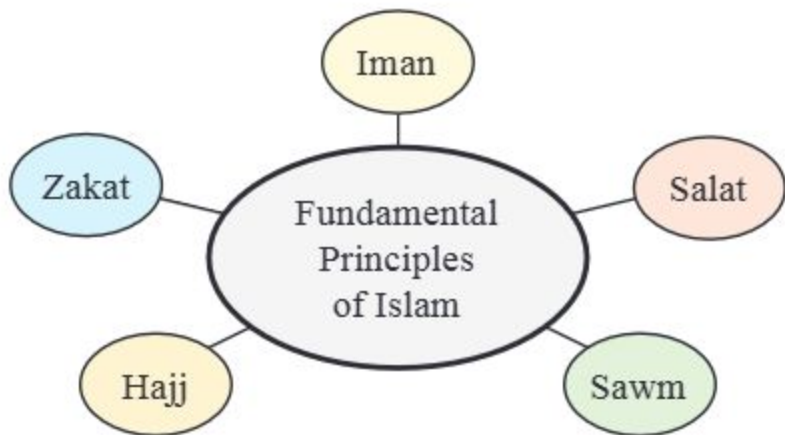 Iman
Zakat
Salat
Fundamental
Principles
of Islam
Hajj
Sawm